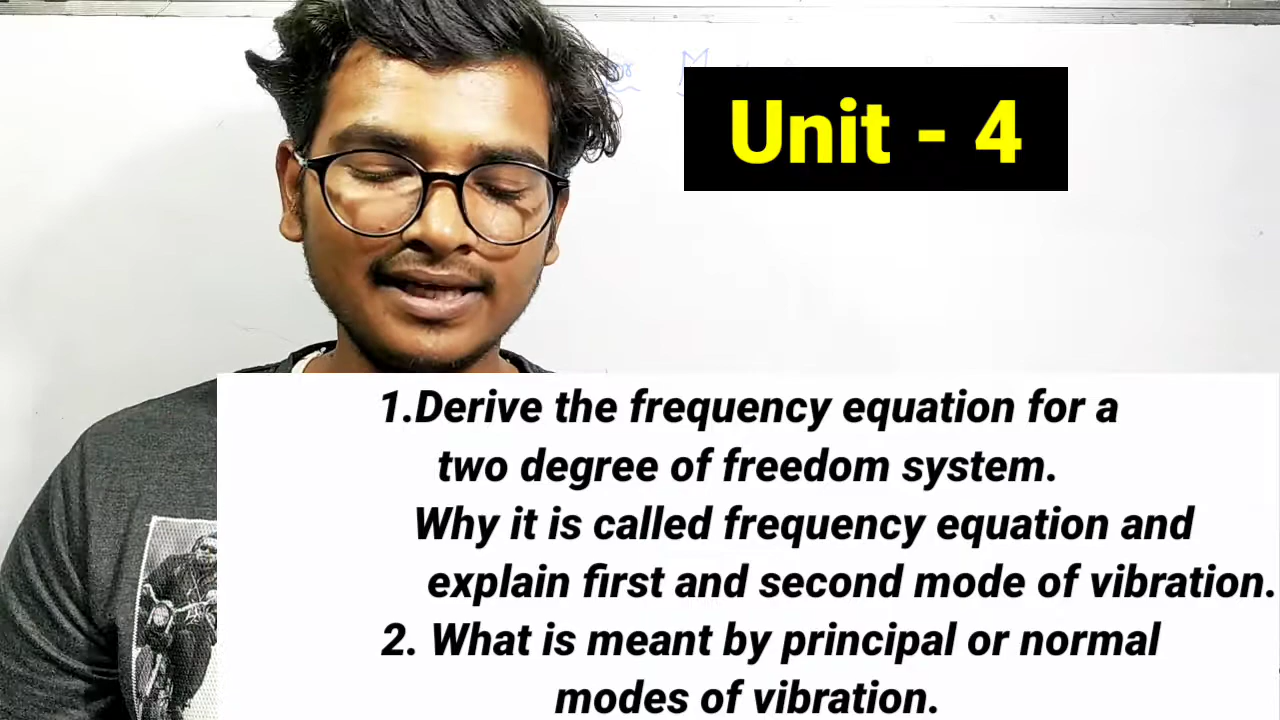 Unit - 4
1.Derive the frequency equation for a
two degree of freedom system.
Why it is called frequency equation and
explain first and second mode of vibration.
2. What is meant by principal or normal
modes of vibration.